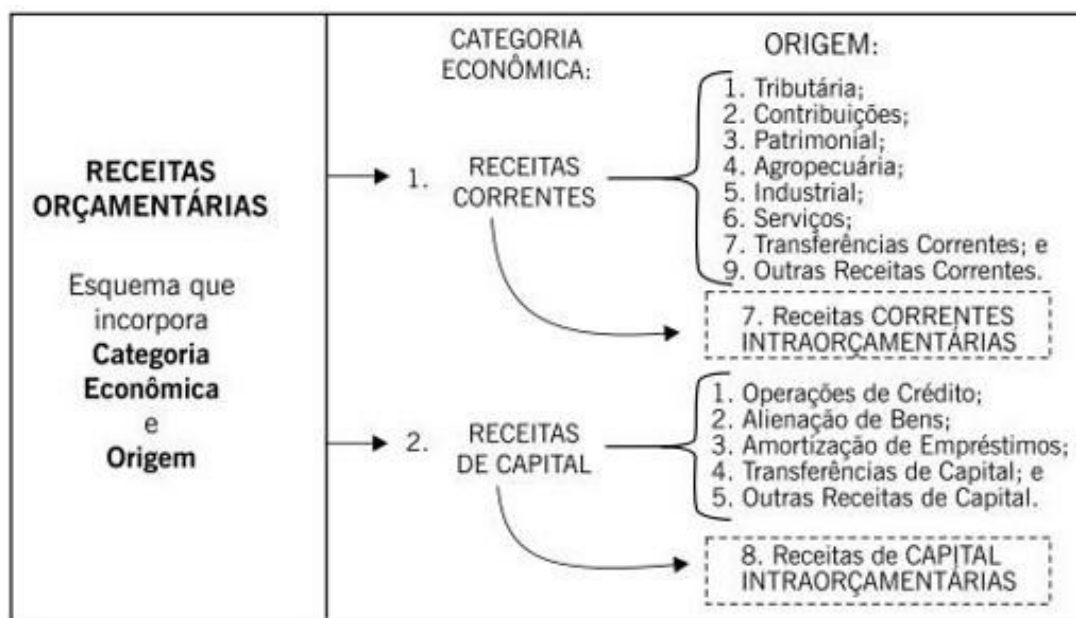 RECEITAS
ORÇAMENTÁRIAS
Esquema que
incorpora
Categoria
Econômica
e
Origem
CATEGORIA
ECONÔMICA:
1. RECEITAS
CORRENTES
2. RECEITAS
DE CAPITAL
ORIGEM:
1. Tributária;
2. Contribuições;
3. Patrimonial;
4. Agropecuária;
5. Industrial;
6. Serviços;
7. Transferências Correntes; e
9. Outras Receitas Correntes.
7. Receitas CORRENTES
INTRAORÇAMENTÁRIAS
1. Operações de Crédito;
2. Alienação de Bens;
3. Amortização de Empréstimos;
4. Transferências de Capital; e
5. Outras Receitas de Capital.
8. Receitas de CAPITAL
INTRAORÇAMENTÁRIAS